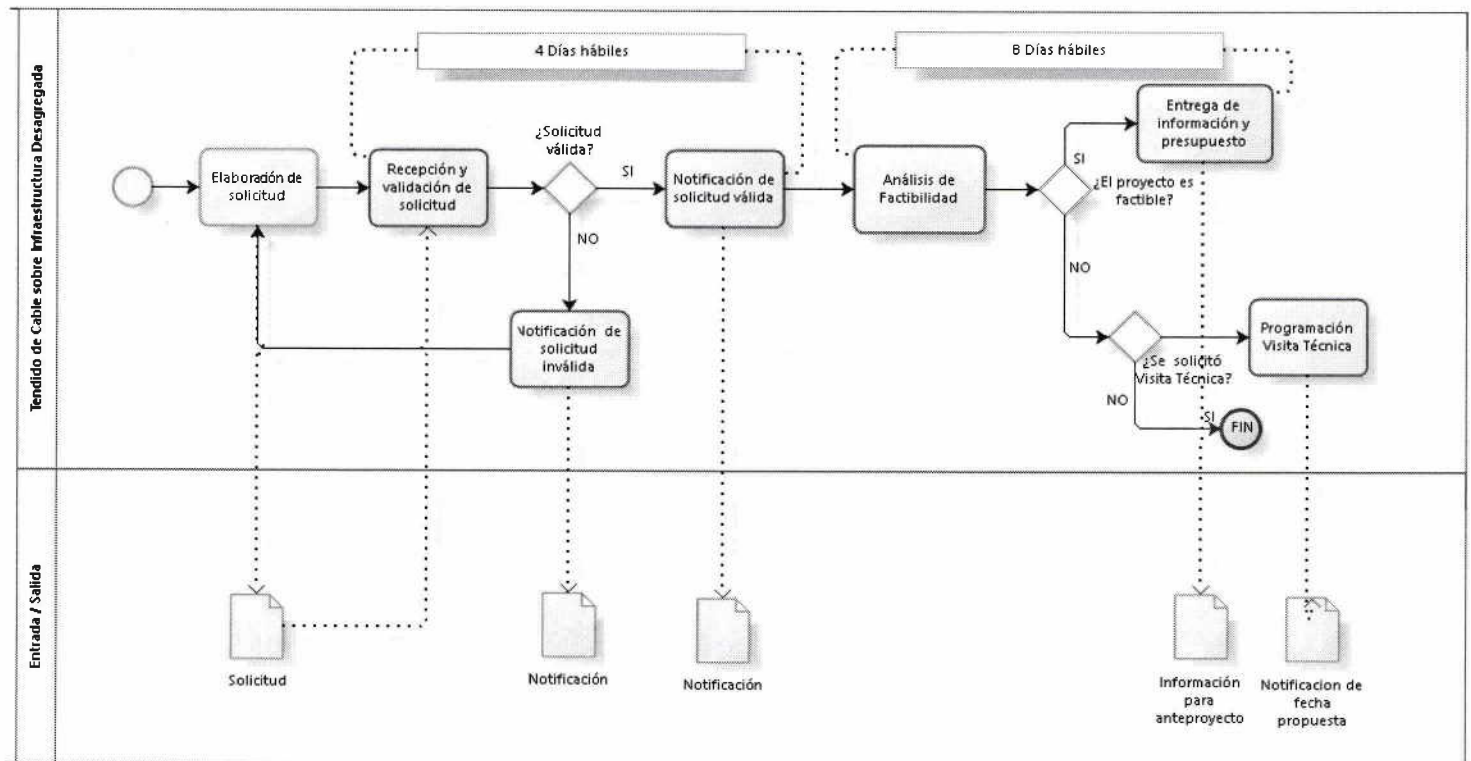 Tendido de Cable sobre Infraestructura Desagregada
4 Días hábiles
8 Días hábiles
Elaboración de
solicitud
Recepción y
validación de
solicitud
¿Solicitud
válida?
SI
NO
Notificación de
solicitud válida
Análisis de
Factibilidad
SI
¿El proyecto es
factible?
NO
Entrega de
información y
presupuesto
Notificación de
solicitud
inválida
¿Se solicitó
Visita Técnica?
NO
SI
FIN
Programación
Visita Técnica
Entrada / Salida
Solicitud
Notificación
Notificación
Información
para
anteproyecto
Notificacion de
fecha
propuesta